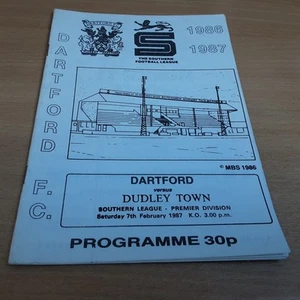 DARTFORD
1986
1987
THE SOUTHERN
FOOTBALL LEAGUE
DARTFORD F.C.
© MBS 1986
DARTFORD
versus
DUDLEY TOWN
SOUTHERN LEAGUE - PREMIER DIVISION
Saturday 7th February 1987 K.O. 3.00 p.m.
PROGRAMME 30p